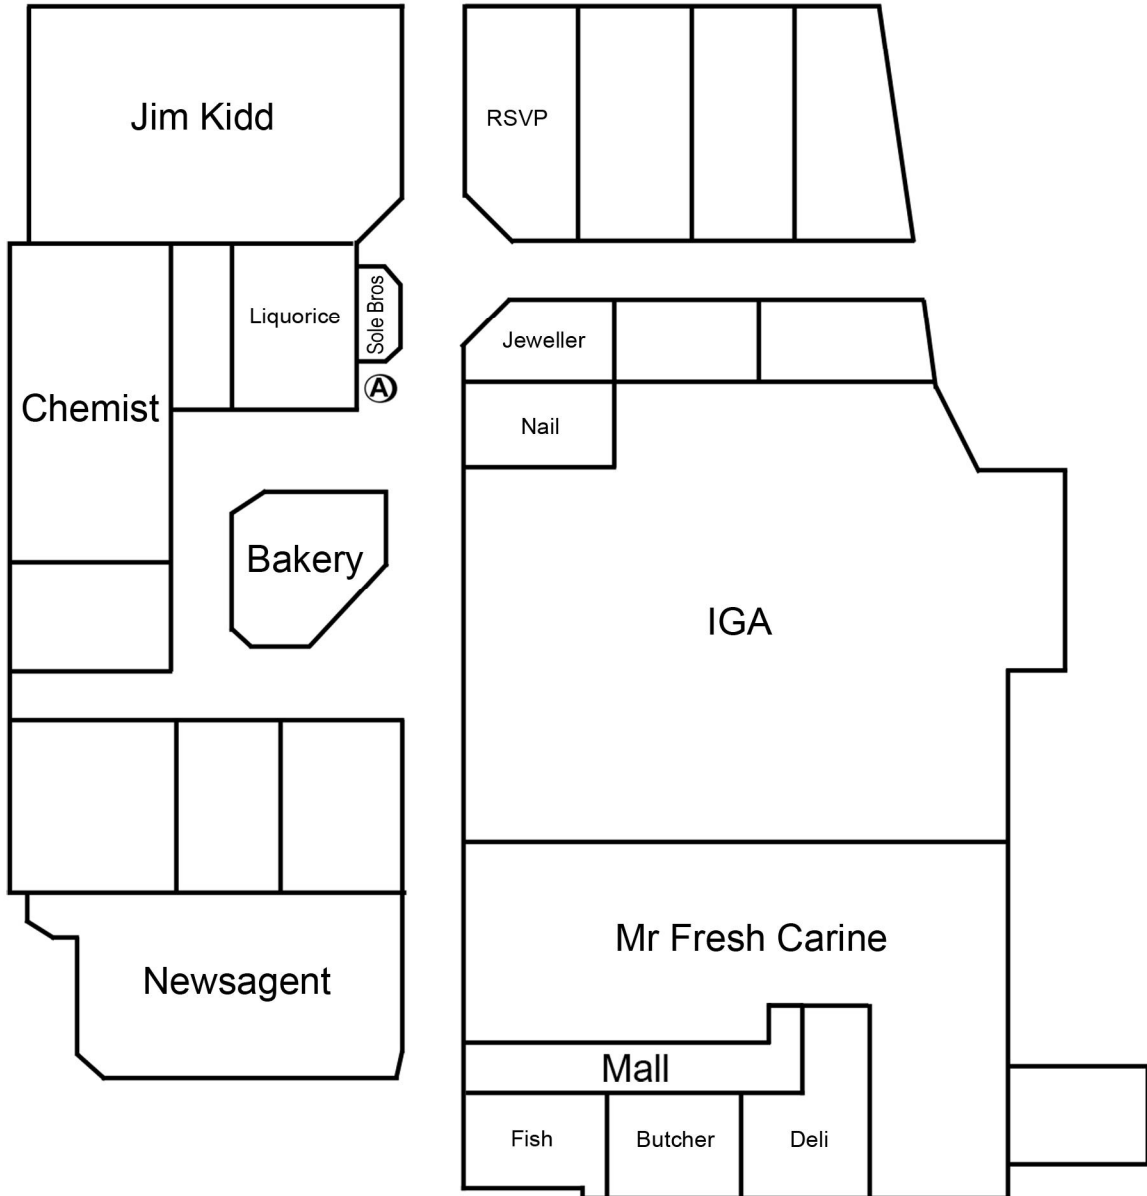 Jim Kidd
RSVP
Liquorice
Sole Bros
Jeweller
A
Chemist
Nail
Bakery
IGA
Mr Fresh Carine
Newsagent
Mall
Fish
Butcher
Deli